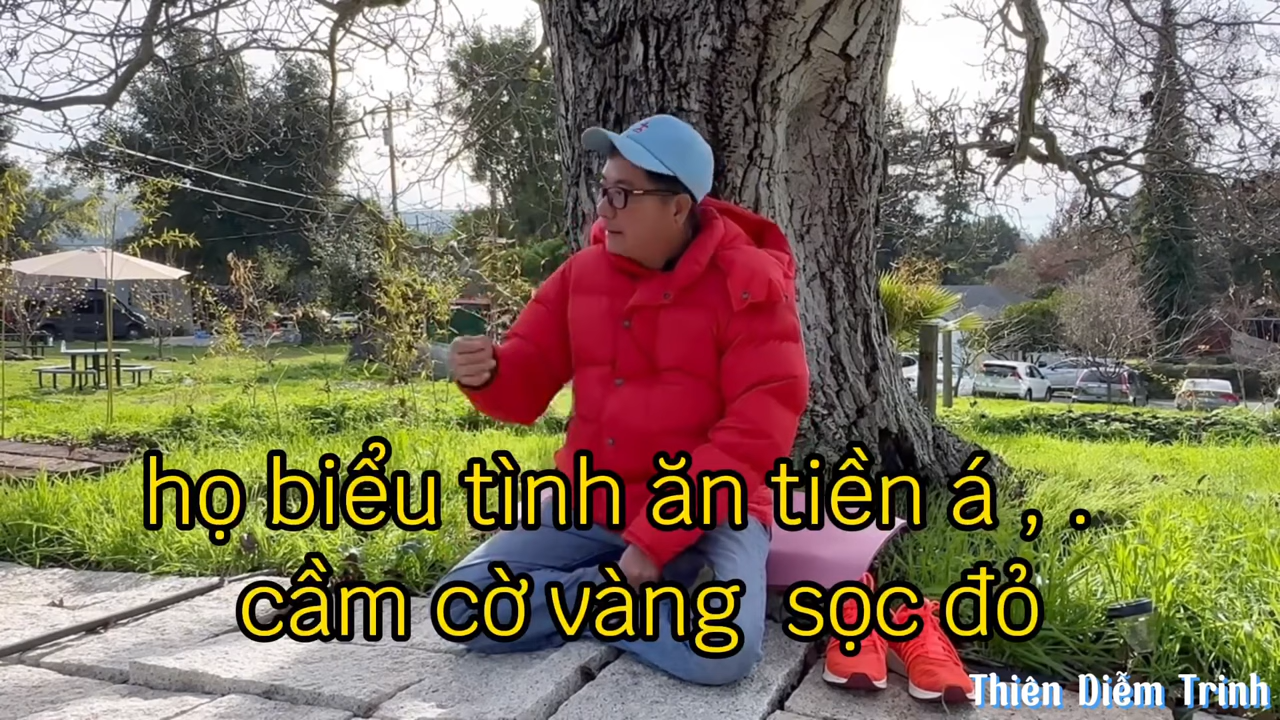 họ biểu tình ăn tiền á , .
cầm cờ vàng sọc đỏ
Thiên Diễm Trinh